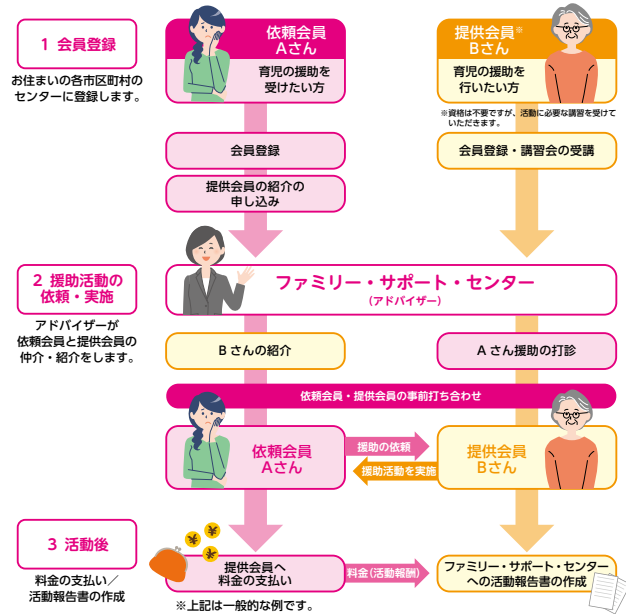 1 会員登録
お住まいの各市区町村の
センターに登録します。
依頼会員
Aさん
育児の援助を
受けたい方
提供会員※
Bさん
育児の援助を
行いたい方
※資格は不要ですが、活動に必要な講習を受けて
いただきます。
会員登録
会員登録・講習会の受講
提供会員の紹介の
申し込み
2 援助活動の
依頼・実施
アドバイザーが
依頼会員と提供会員の
仲介・紹介をします。
ファミリー・サポート・センター
(アドバイザー)
Bさんの紹介
Aさん援助の打診
依頼会員・提供会員の事前打ち合わせ
依頼会員
Aさん
援助の依頼
援助活動を実施
提供会員
Bさん
3 活動後
料金の支払い/
活動報告書の作成
¥
¥
¥
提供会員へ
料金の支払い
料金(活動報酬)
ファミリー・サポート・センター
への活動報告書の作成
※上記は一般的な例です。